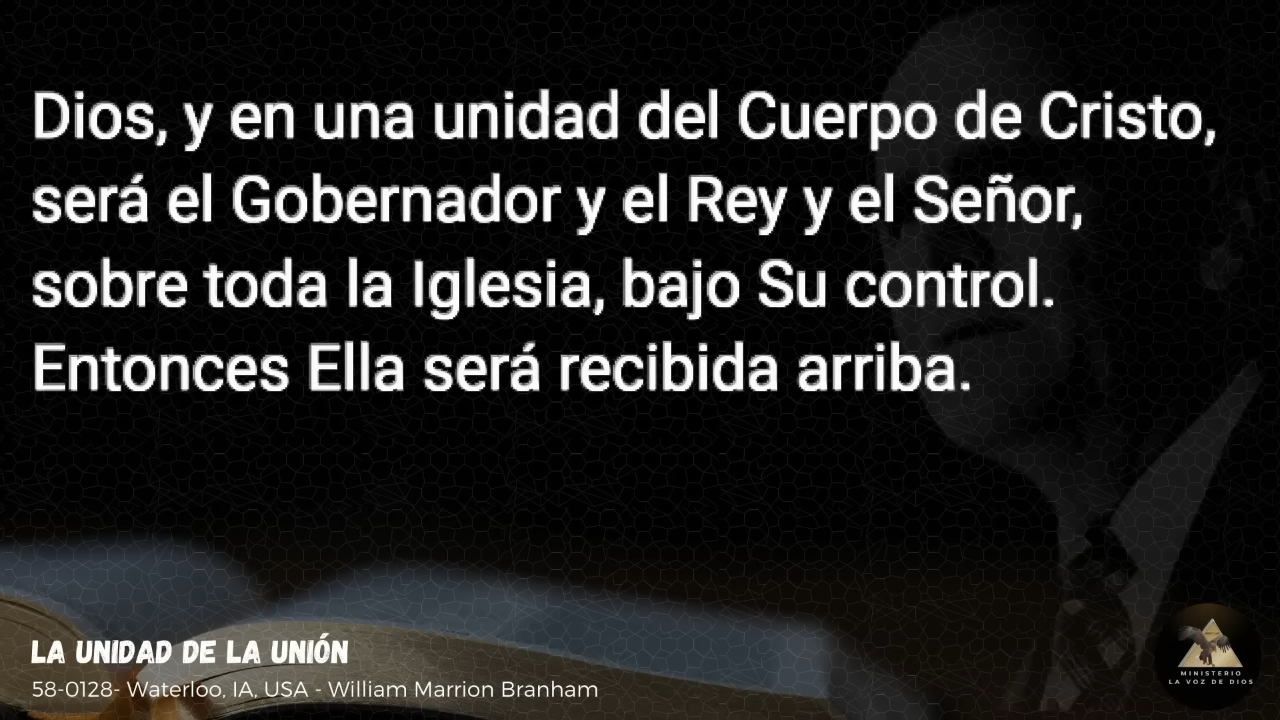 Dios, y en una unidad del Cuerpo de Cristo,
será el Gobernador y el Rey y el Señor,
sobre toda la Iglesia, bajo Su control.
Entonces Ella será recibida arriba.
LA UNIDAD DE LA UNIÓN
58-0128- Waterloo, IA, USA - William Marrion Branham
MINISTERIO
LA VOZ DE DIOS